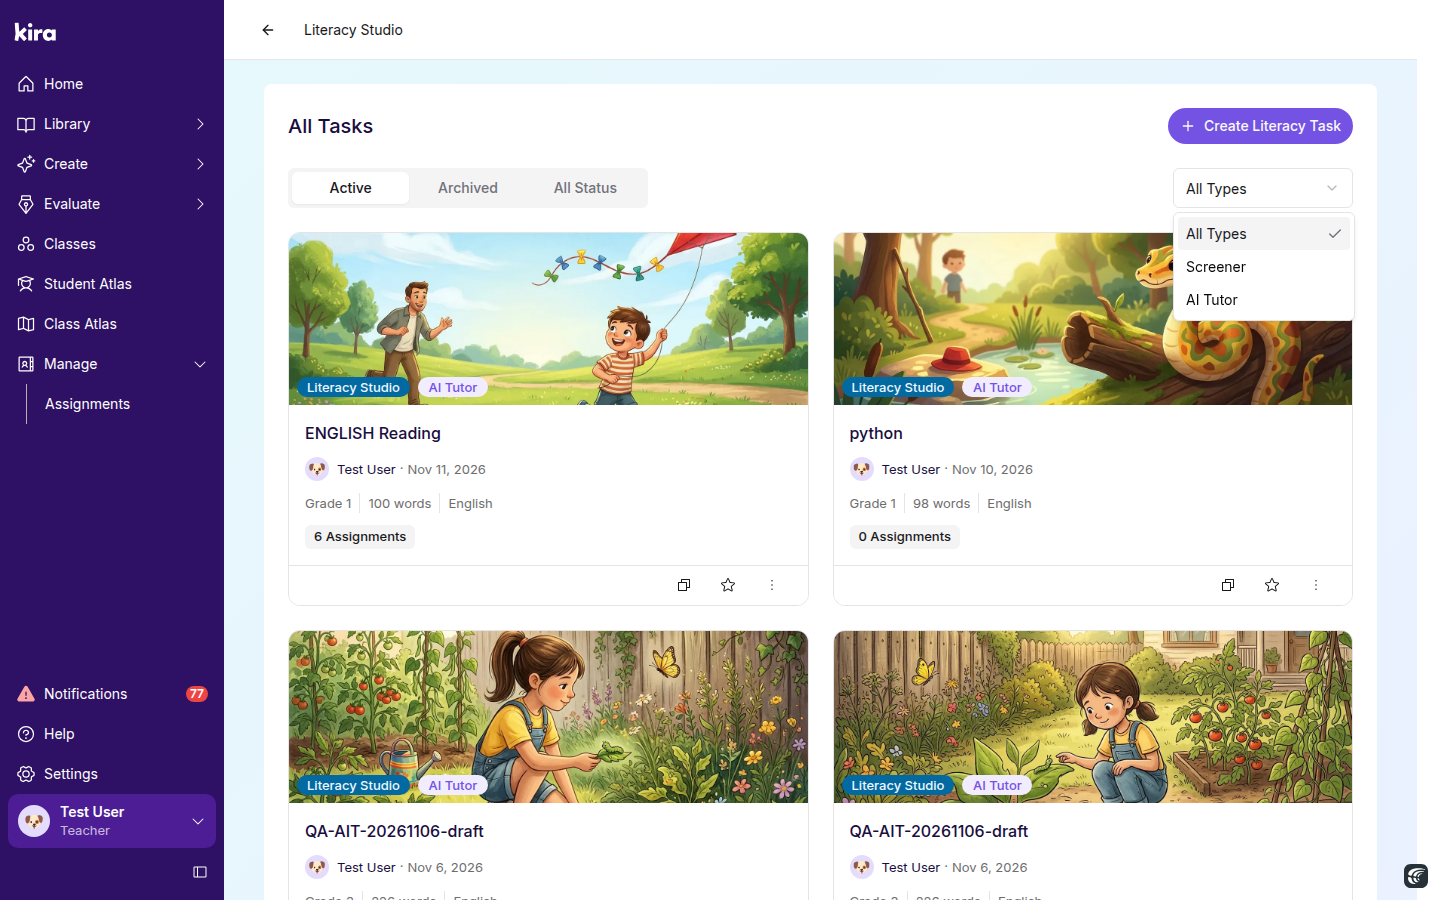 kira
Home
Library
Create
Evaluate
Classes
Student Atlas
Class Atlas
Manage
Assignments
Notifications
77
Help
Settings
Test User
Teacher
Literacy Studio
All Tasks
Create Literacy Task
Active
Archived
All Status
All Types
All Types
Screener
AI Tutor
Literacy Studio
AI Tutor
ENGLISH Reading
Test User · Nov 11, 2026
Grade 1
100 words
English
6 Assignments
Literacy Studio
AI Tutor
python
Test User · Nov 10, 2026
Grade 1
98 words
English
0 Assignments
Literacy Studio
AI Tutor
QA-AIT-20261106-draft
Test User · Nov 6, 2026
English
Literacy Studio
AI Tutor
QA-AIT-20261106-draft
Test User · Nov 6, 2026
English